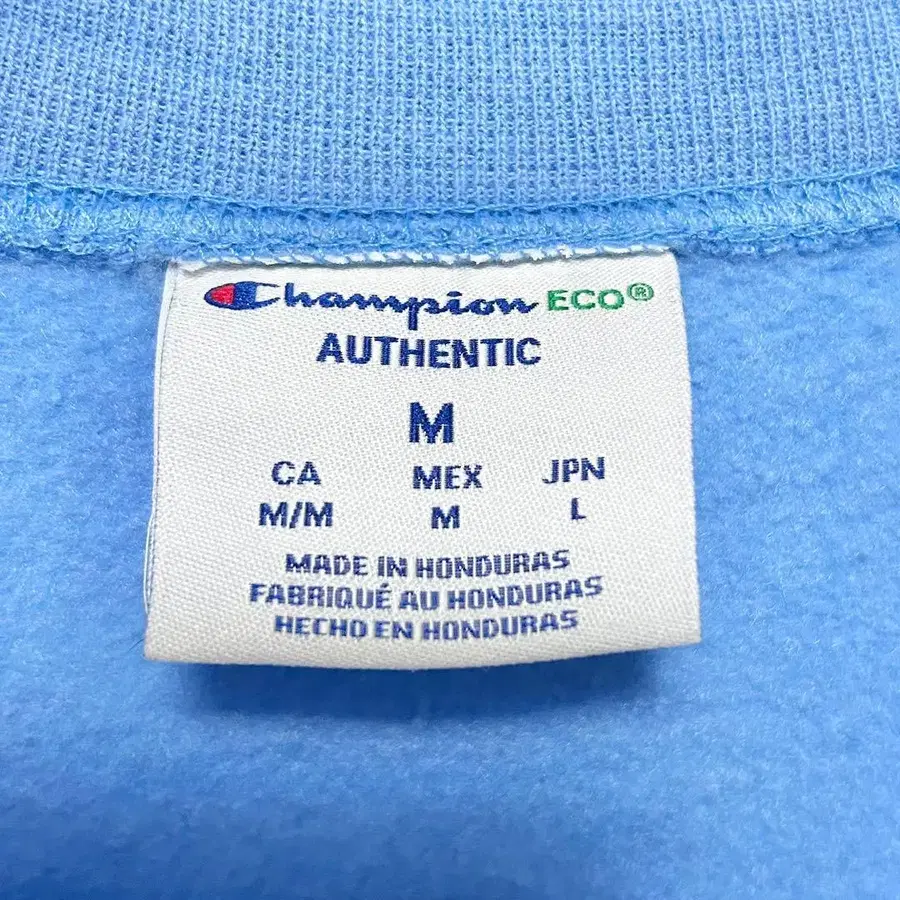 Champion ECO®
AUTHENTIC
M
CA MEX JPN
M/M M L
MADE IN HONDURAS
FABRIQUÉ AU HONDURAS
HECHO EN HONDURAS